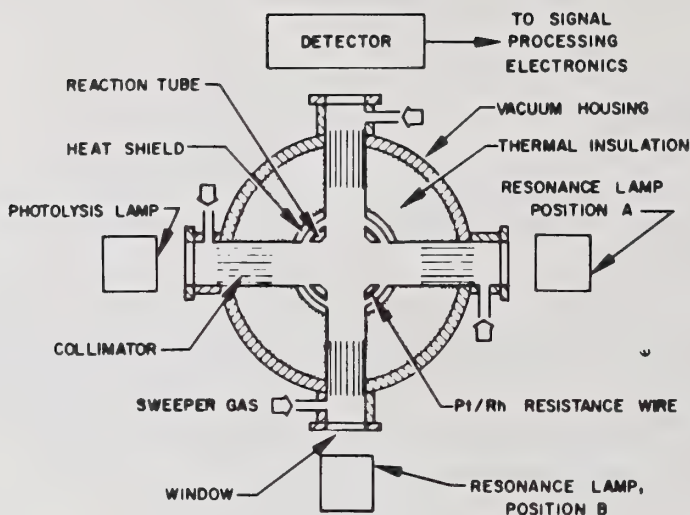 DETECTOR
TO SIGNAL
PROCESSING
ELECTRONICS
REACTION TUBE
VACUUM HOUSING
HEAT SHIELD
THERMAL INSULATION
PHOTOLYSIS LAMP
RESONANCE LAMP
POSITION A
COLLIMATOR
SWEEPER GAS
Pt/Rh RESISTANCE WIRE
WINDOW
RESONANCE LAMP,
POSITION B